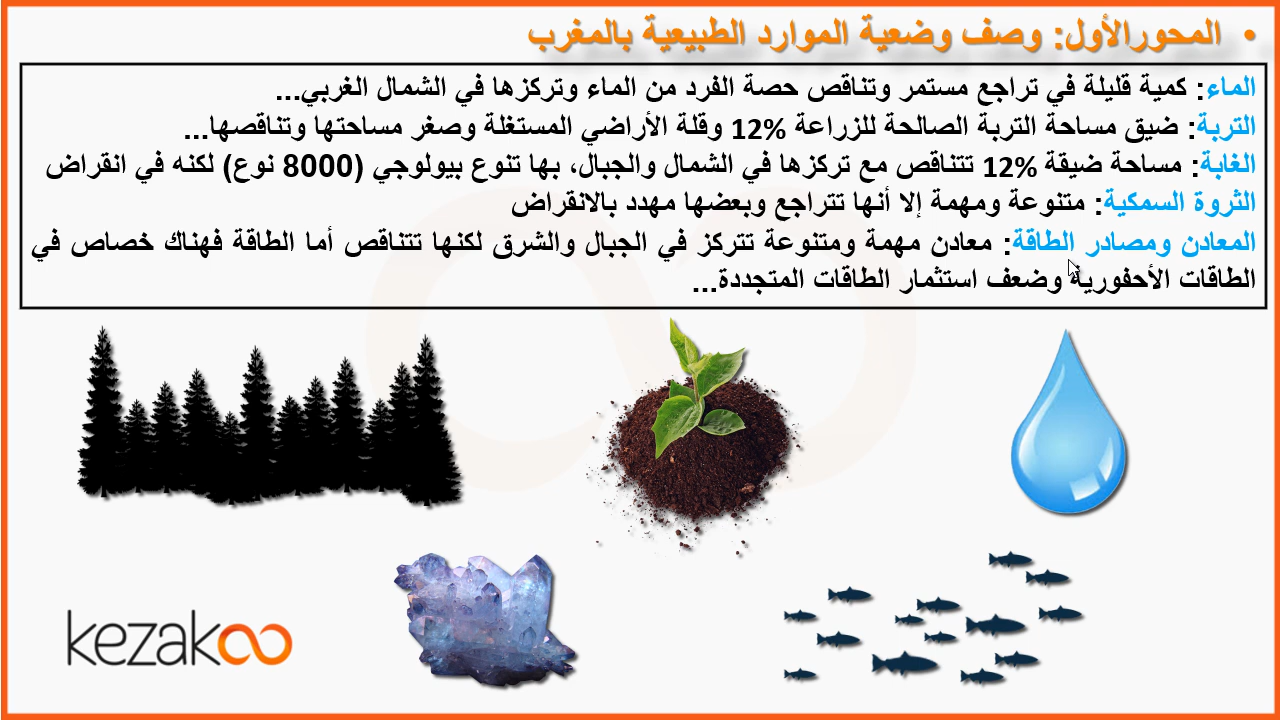 • المحورالأول: وصف وضعية الموارد الطبيعية بالمغرب
الماء: كمية قليلة في تراجع مستمر وتناقص حصة الفرد من الماء وتركزها في الشمال الغربي...
التربة: ضيق مساحة التربة الصالحة للزراعة 12% وقلة الأراضي المستغلة وصغر مساحتها وتناقصها...
الغابة: مساحة ضيقة 12% تتناقص مع تركزها في الشمال والجبال، بها تنوع بيولوجي (8000 نوع) لكنه في انقراض
الثروة السمكية: متنوعة ومهمة إلا أنها تتراجع وبعضها مهدد بالانقراض
المعادن ومصادر الطاقة: معادن مهمة ومتنوعة تتركز في الجبال والشرق لكنها تتناقص أما الطاقة فهناك خصاص في
الطاقات الأحفورية وضعف استثمار الطاقات المتجددة...
kezakoo